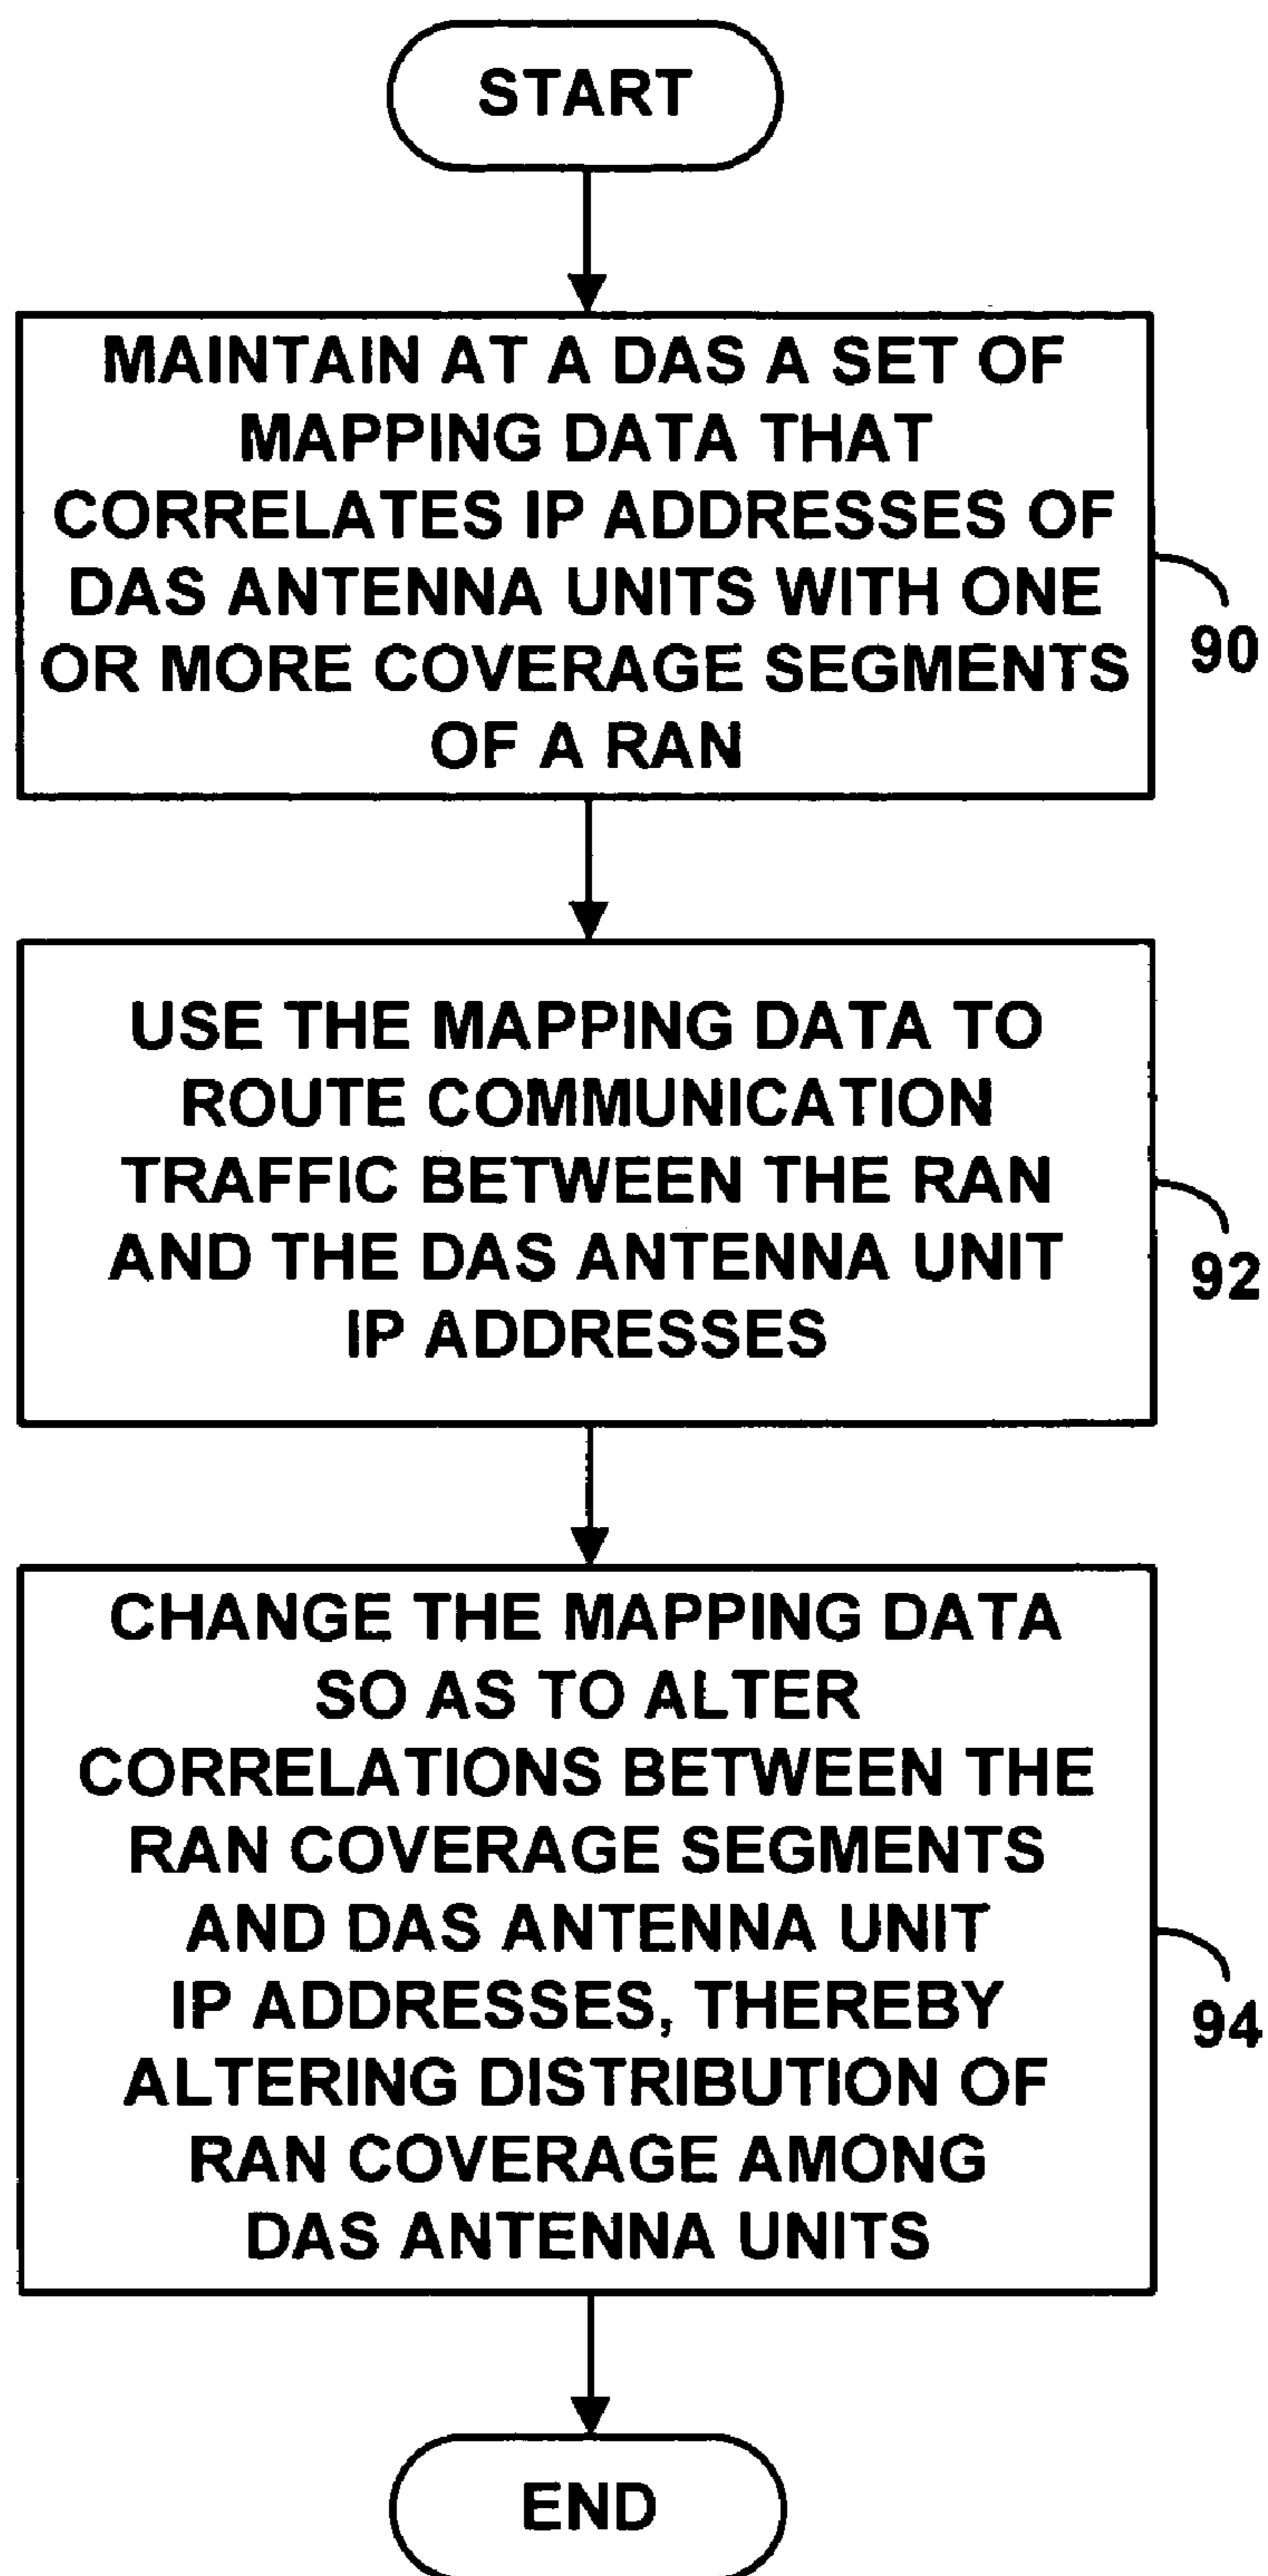 START
MAINTAIN AT A DAS A SET OF
MAPPING DATA THAT
CORRELATES IP ADDRESSES OF
DAS ANTENNA UNITS WITH ONE
OR MORE COVERAGE SEGMENTS
OF A RAN
90
USE THE MAPPING DATA TO
ROUTE COMMUNICATION
TRAFFIC BETWEEN THE RAN
AND THE DAS ANTENNA UNIT
IP ADDRESSES
92
CHANGE THE MAPPING DATA
SO AS TO ALTER
CORRELATIONS BETWEEN THE
RAN COVERAGE SEGMENTS
AND DAS ANTENNA UNIT
IP ADDRESSES, THEREBY
ALTERING DISTRIBUTION OF
RAN COVERAGE AMONG
DAS ANTENNA UNITS
94
END